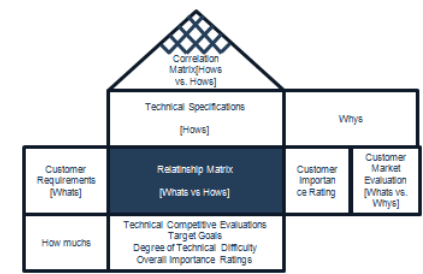 Correlation
Matrix[Hows
vs. Hows]
Technical Specifications
[Hows]
Whys
Customer
Requirements
[Whats]
Relatinship Matrix
[Whats vs Hows]
Customer
Importan
ce Rating
Customer
Market
Evaluation
[Whats vs.
Whys]
How muchs
Technical Competitive Evaluations
Target Goals
Degree of Technical Difficulty
Overall Importance Ratings